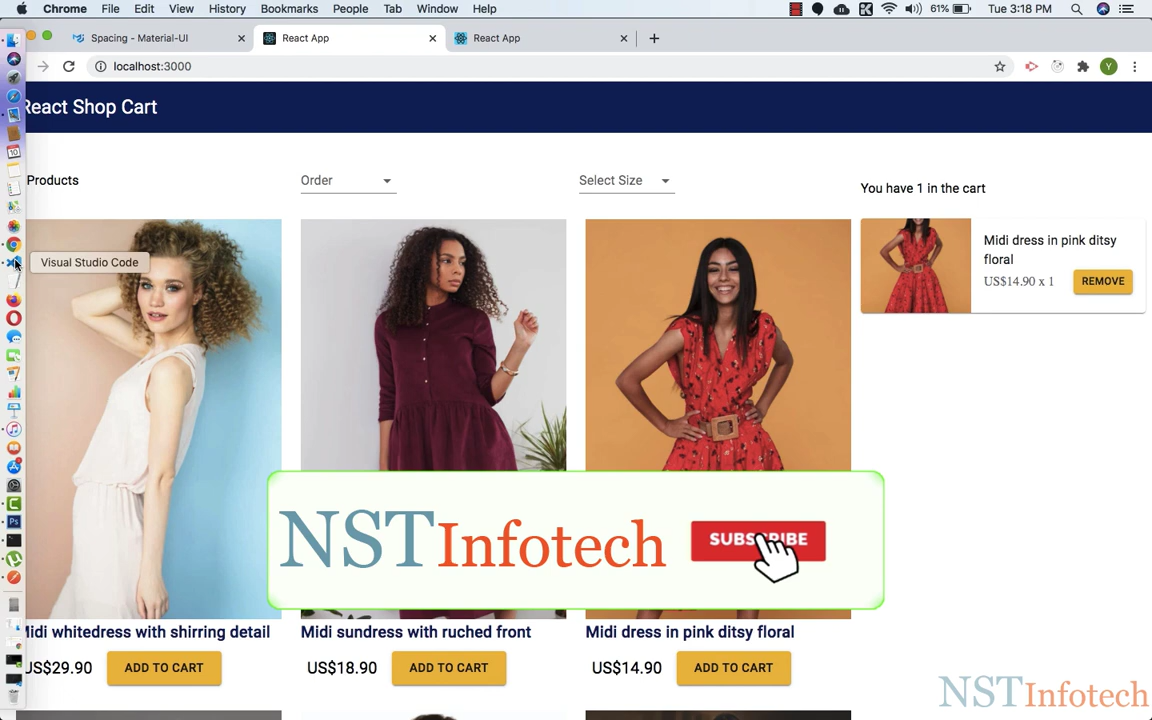 Chrome File Edit View History Bookmarks People Tab Window Help 61% Tue 3:18 PM
Spacing - Material-UI React App React App
localhost:3000 Y
React Shop Cart
Products Order Select Size You have 1 in the cart
Midi dress in pink ditsy
floral
US$14.90 x 1 REMOVE
Visual Studio Code
NSTInfotech SUBSCRIBE
Midi whitedress with shirring detail Midi sundress with ruched front Midi dress in pink ditsy floral
US$29.90 ADD TO CART US$18.90 ADD TO CART US$14.90 ADD TO CART
NSTInfotech